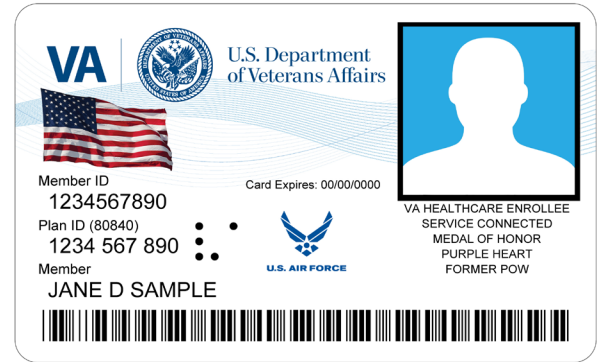 VA
U.S. Department
of Veterans Affairs
Member ID
1234567890
Card Expires: 00/00/0000
Plan ID (80840)
1234 567 890
Member
JANE D SAMPLE
U.S. AIR FORCE
VA HEALTHCARE ENROLLEE
SERVICE CONNECTED
MEDAL OF HONOR
PURPLE HEART
FORMER POW